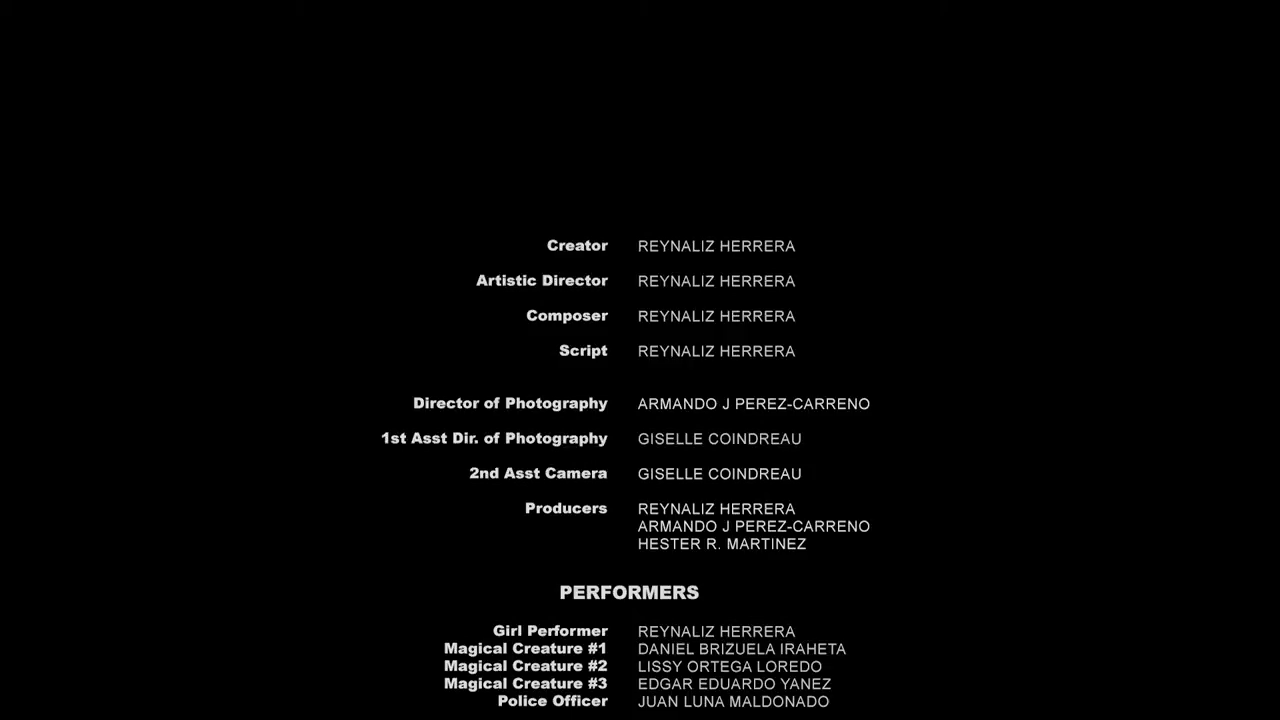 Creator REYNALIZ HERRERA
Artistic Director REYNALIZ HERRERA
Composer REYNALIZ HERRERA
Script REYNALIZ HERRERA
Director of Photography ARMANDO J PEREZ-CARRENO
1st Asst Dir. of Photography GISELLE COINDREAU
2nd Asst Camera GISELLE COINDREAU
Producers REYNALIZ HERRERA
ARMANDO J PEREZ-CARRENO
HESTER R. MARTINEZ
PERFORMERS
Girl Performer REYNALIZ HERRERA
Magical Creature #1 DANIEL BRIZUELA IRAHETA
Magical Creature #2 LISSY ORTEGA LOREDO
Magical Creature #3 EDGAR EDUARDO YANEZ
Police Officer JUAN LUNA MALDONADO